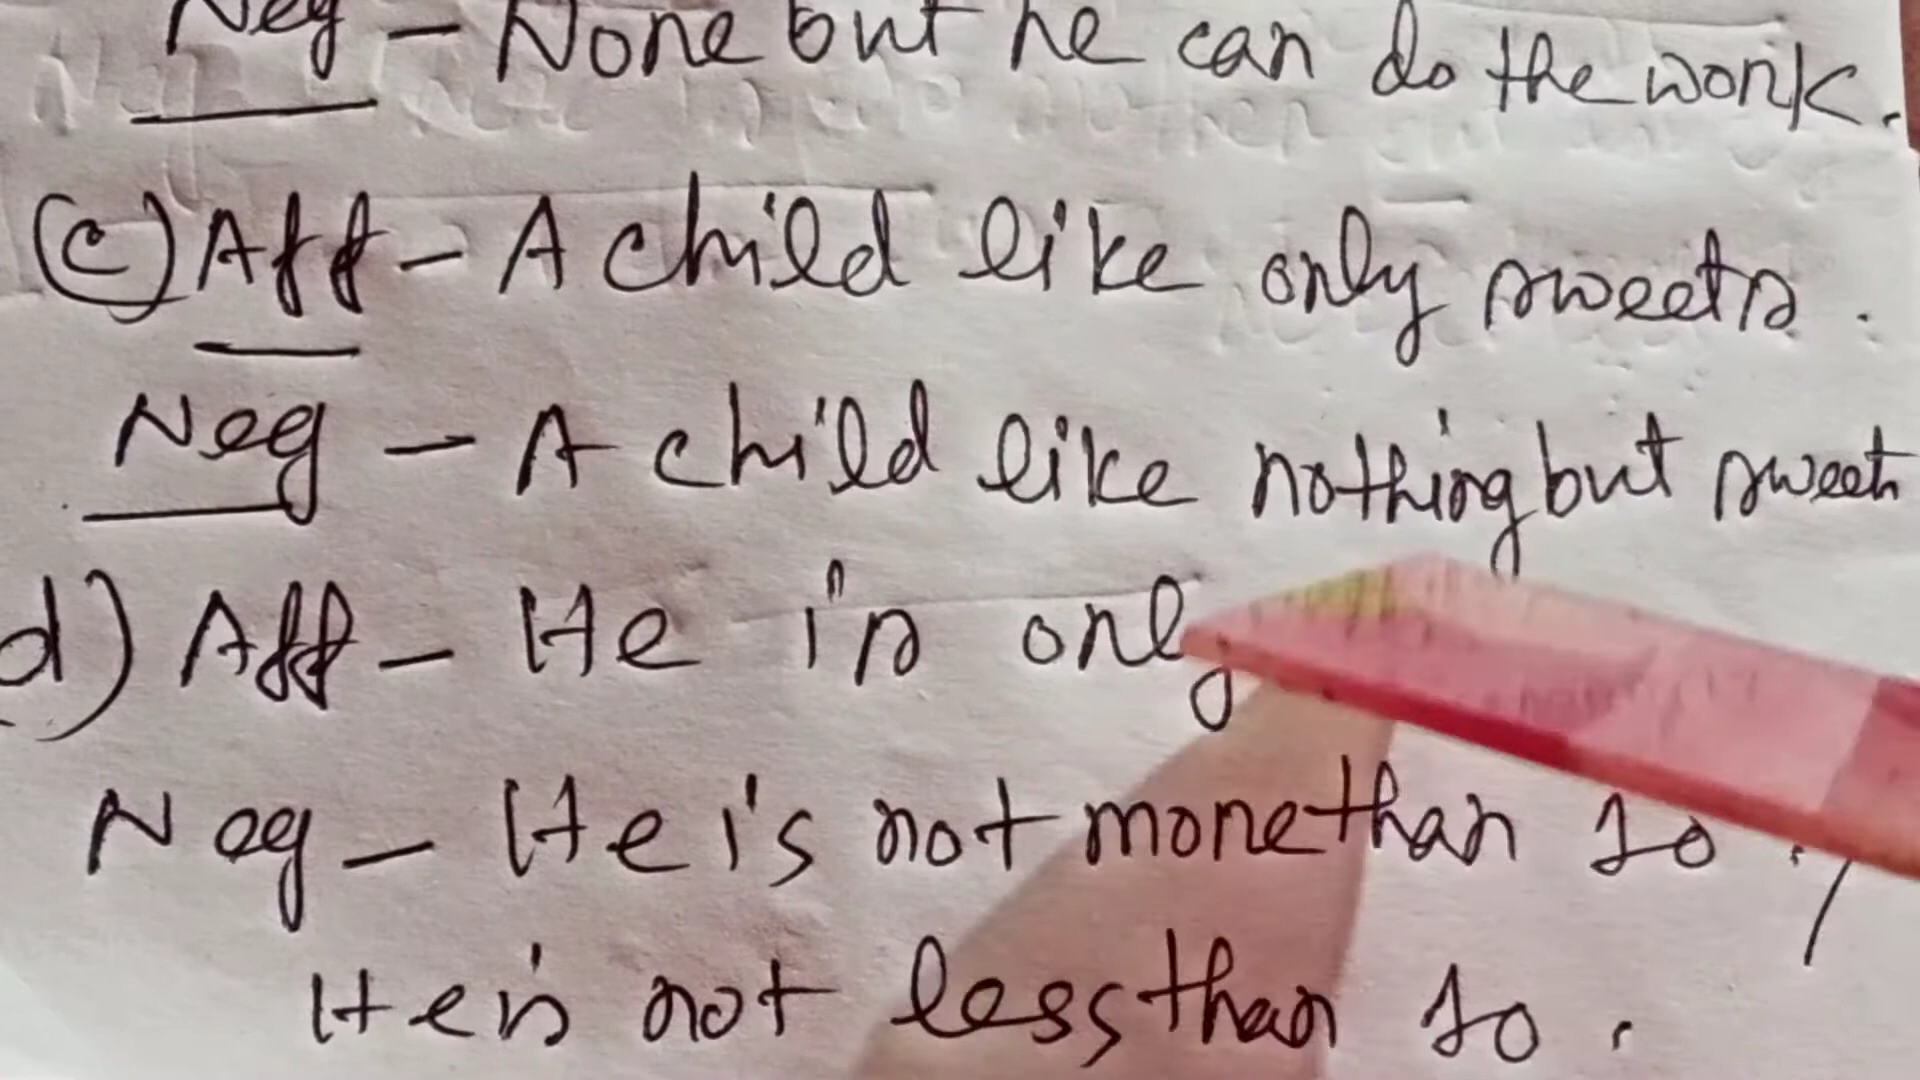 Neg - None but he can do the work.
(c) Aff - A child like only sweets.
Neg - A child like nothing but sweets
d) Aff - He is only
Neg - He is not more than 10. /
He is not less than 10.